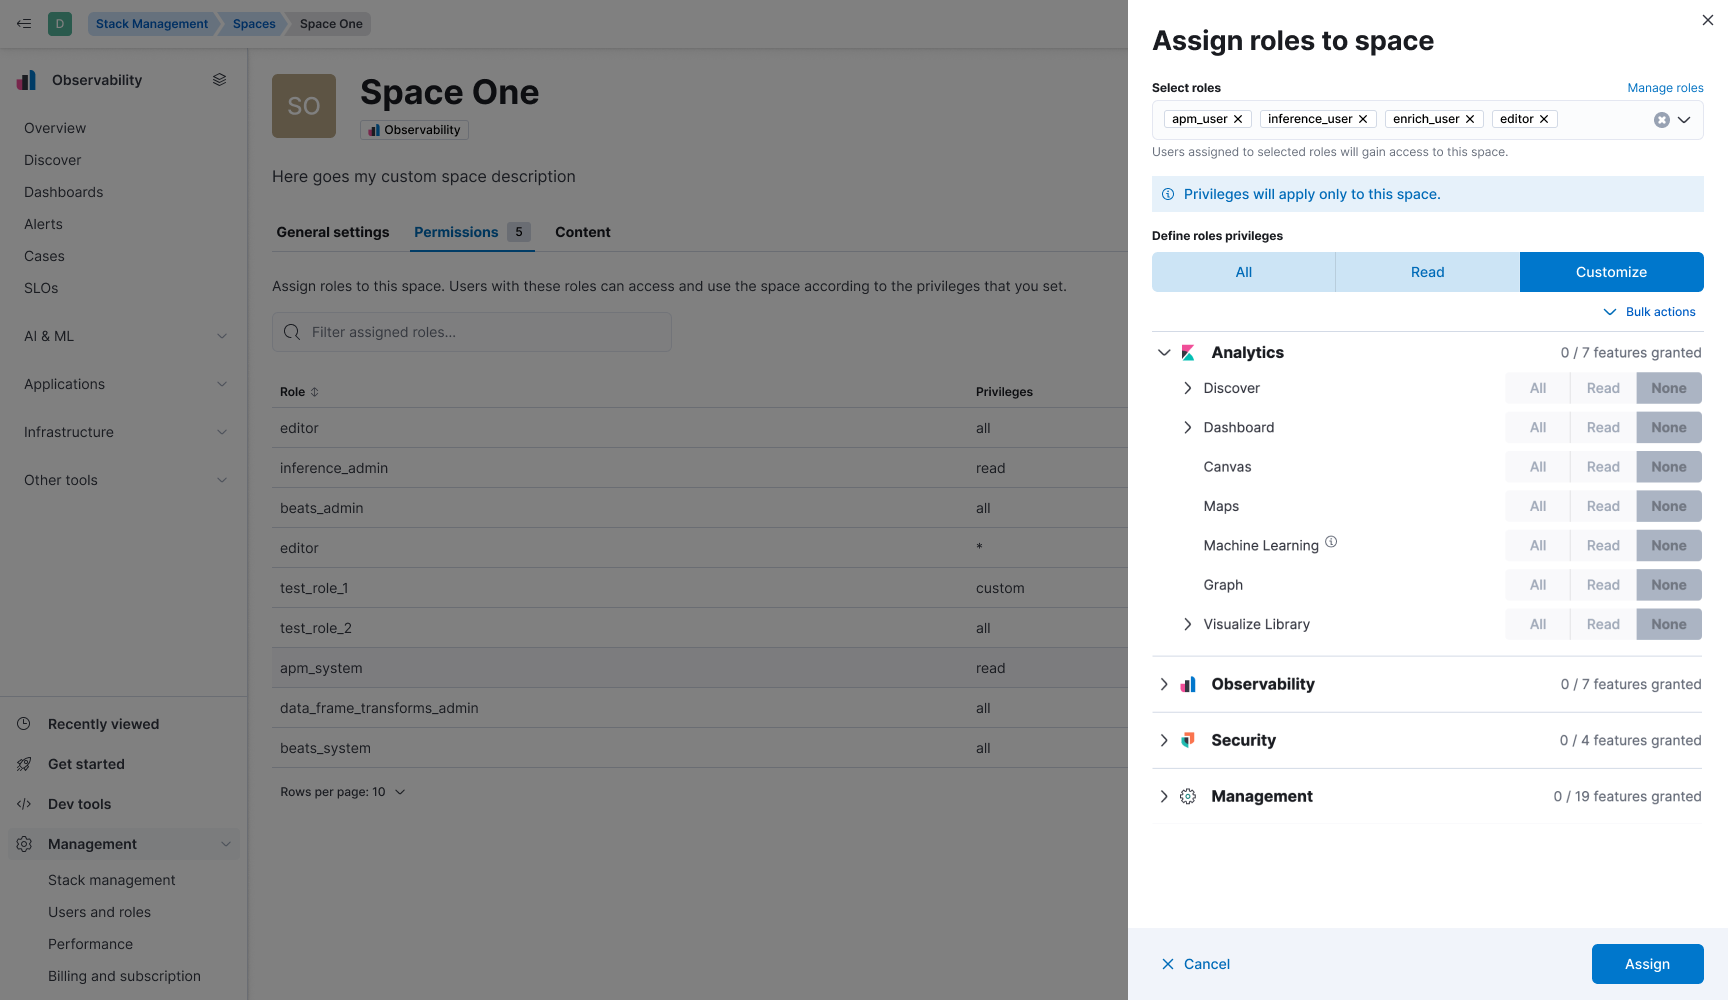 D
Stack Management
Spaces
Space One
Observability
Overview
Discover
Dashboards
Alerts
Cases
SLOs
AI & ML
Applications
Infrastructure
Other tools
Recently viewed
Get started
Dev tools
Management
Stack management
Users and roles
Performance
Billing and subscription
SO
Space One
Observability
Here goes my custom space description
General settings
Permissions 5
Content
Assign roles to this space. Users with these roles can access and use the space according to the privileges that you set.
Filter assigned roles...
Role Privileges
editor all
inference_admin read
beats_admin all
editor *
test_role_1 custom
test_role_2 all
apm_system read
data_frame_transforms_admin all
beats_system all
Rows per page: 10
Assign roles to space
Select roles Manage roles
apm_user inference_user enrich_user editor
Users assigned to selected roles will gain access to this space.
Privileges will apply only to this space.
Define roles privileges
All Read Customize
Bulk actions
Analytics 0 / 7 features granted
Discover All Read None
Dashboard All Read None
Canvas All Read None
Maps All Read None
Machine Learning All Read None
Graph All Read None
Visualize Library All Read None
Observability 0 / 7 features granted
Security 0 / 4 features granted
Management 0 / 19 features granted
Cancel Assign